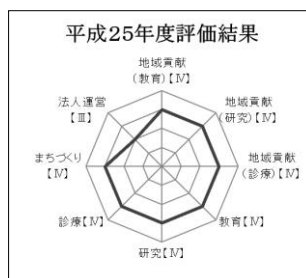 平成25年度評価結果
地域貢献
(教育)【Ⅳ】
地域貢献
(研究)【Ⅳ】
地域貢献
(診療)【Ⅳ】
教育【Ⅳ】
研究【Ⅳ】
診療【Ⅳ】
まちづくり
【Ⅳ】
法人運営
【Ⅲ】